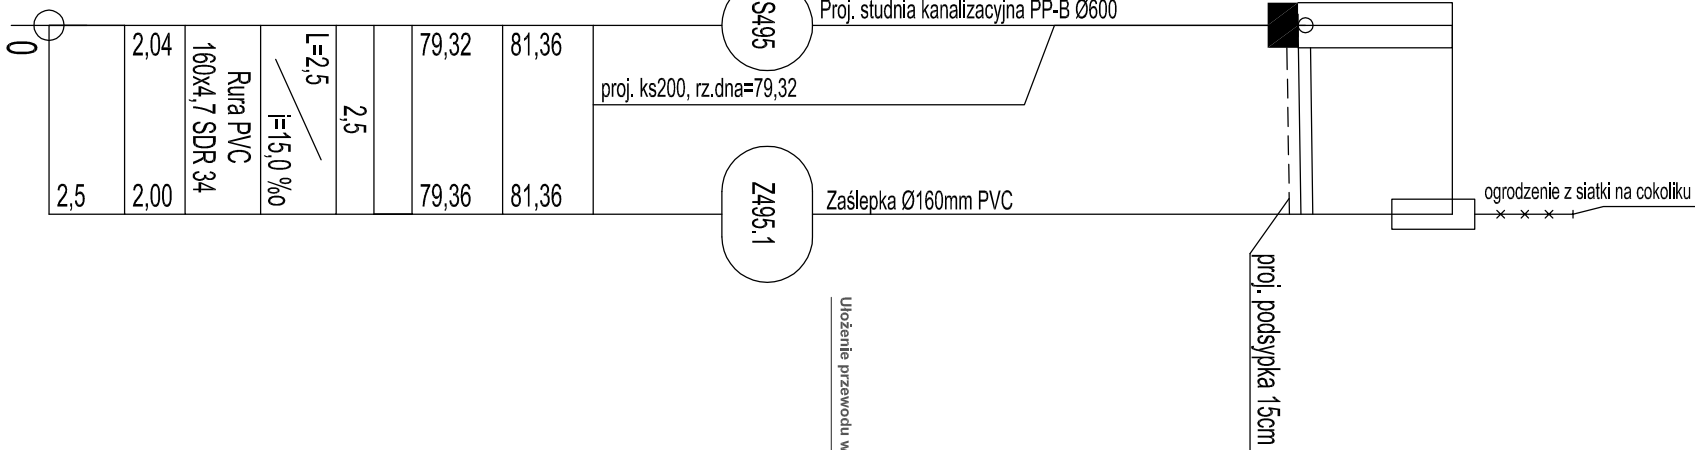 S495
Proj. studnia kanalizacyjna PP-B Ø600
0
2,04
160x4,7 SDR 34
Rura PVC
L=2,5
i=15,0 ‰
2,5
79,32
81,36
proj. ks200, rz.dna=79,32
2,5
2,00
79,36
81,36
Z495.1
Zaślepka Ø160mm PVC
ogrodzenie z siatki na cokoliku
proj. podsypka 15cm
Ułożenie przewodu w